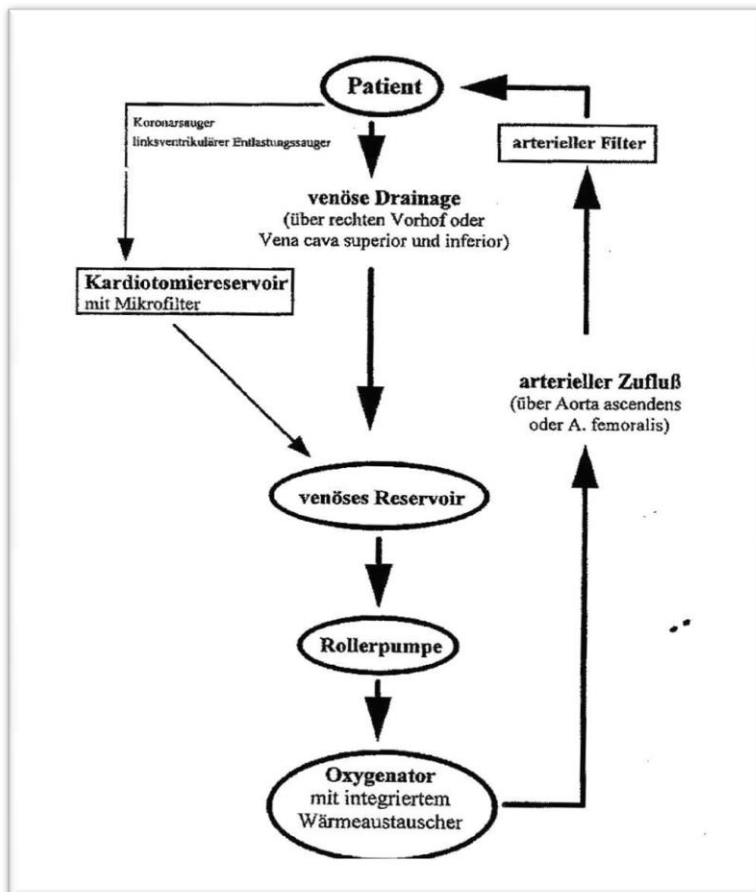 Patient
Koronarsauger
linksventrikulärer Entlastungssauger
arterieller Filter
venöse Drainage
(über rechten Vorhof oder
Vena cava superior und inferior)
Kardiotomiereservoir
mit Mikrofilter
arterieller Zufluß
(über Aorta ascendens
oder A. femoralis)
venöses Reservoir
Rollerpumpe
Oxygenator
mit integriertem
Wärmeaustauscher